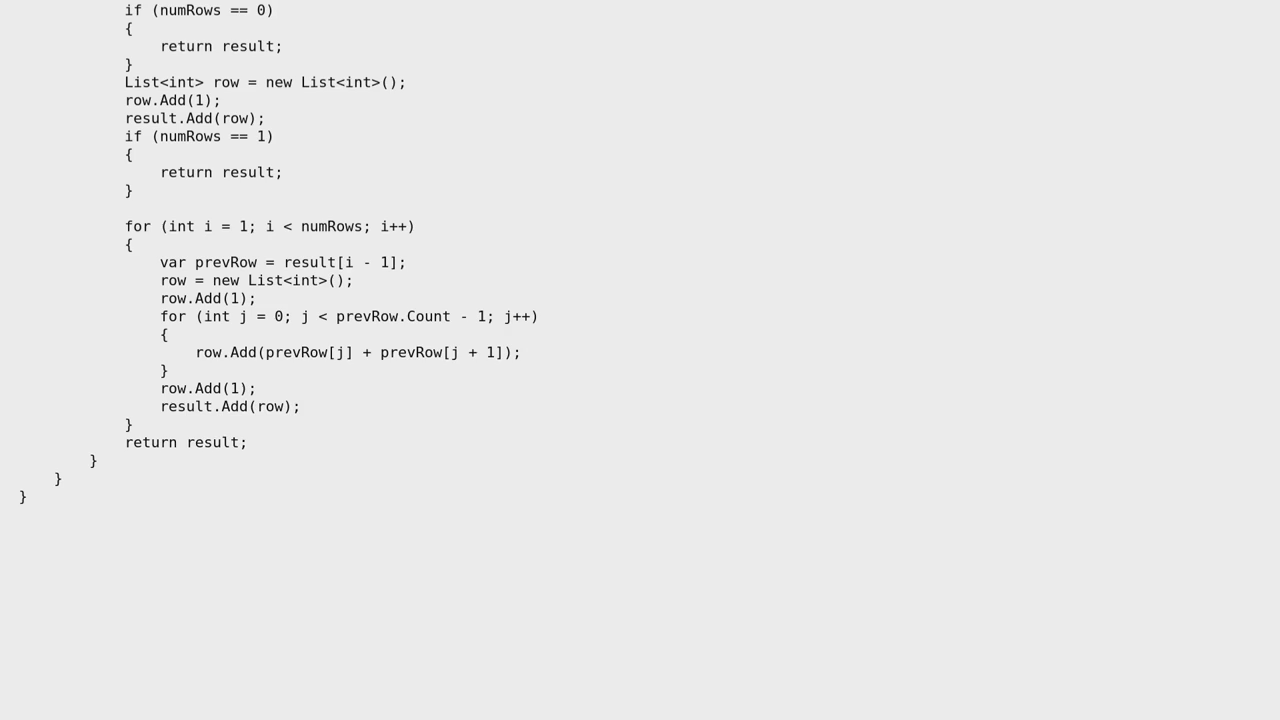 if (numRows == 0)
{
return result;
}
List<int> row = new List<int>();
row.Add(1);
result.Add(row);
if (numRows == 1)
{
return result;
}
for (int i = 1; i < numRows; i++)
{
var prevRow = result[i - 1];
row = new List<int>();
row.Add(1);
for (int j = 0; j < prevRow.Count - 1; j++)
{
row.Add(prevRow[j] + prevRow[j + 1]);
}
row.Add(1);
result.Add(row);
}
return result;
}
}
}